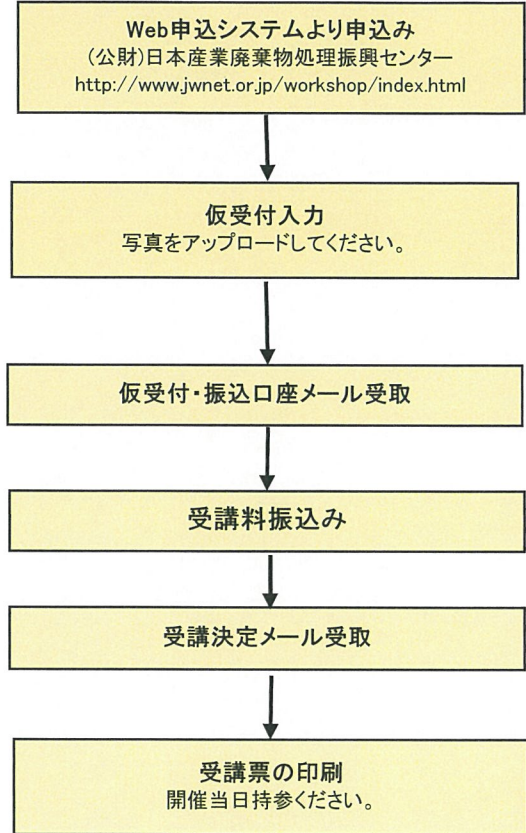 Web申込システムより申込み
(公財)日本産業廃棄物処理振興センター
http://www.jwnet.or.jp/workshop/index.html
仮受付入力
写真をアップロードしてください。
仮受付・振込口座メール受取
受講料振込み
受講決定メール受取
受講票の印刷
開催当日持参ください。